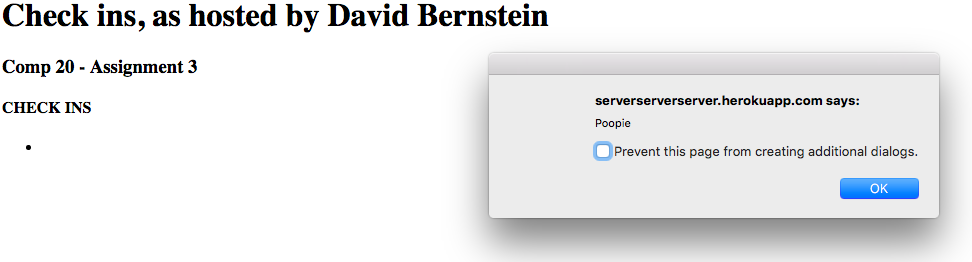 Check ins, as hosted by David Bernstein
Comp 20 - Assignment 3
CHECK INS
serverserverserver.herokuapp.com says:
Poopie
Prevent this page from creating additional dialogs.
OK